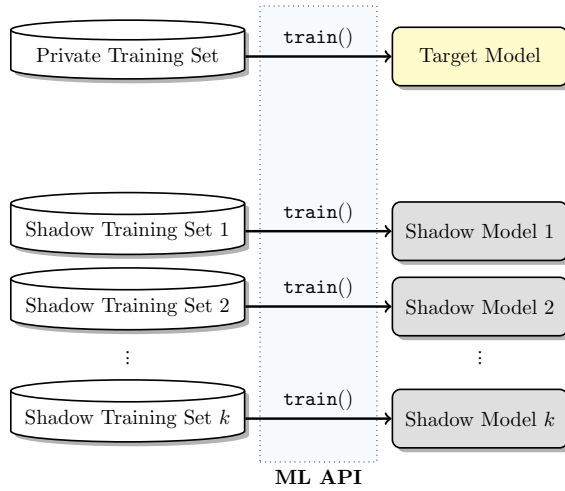 Private Training Set
train()
Target Model
Shadow Training Set 1
train()
Shadow Model 1
Shadow Training Set 2
train()
Shadow Model 2
⋮
⋮
Shadow Training Set k
train()
Shadow Model k
ML API